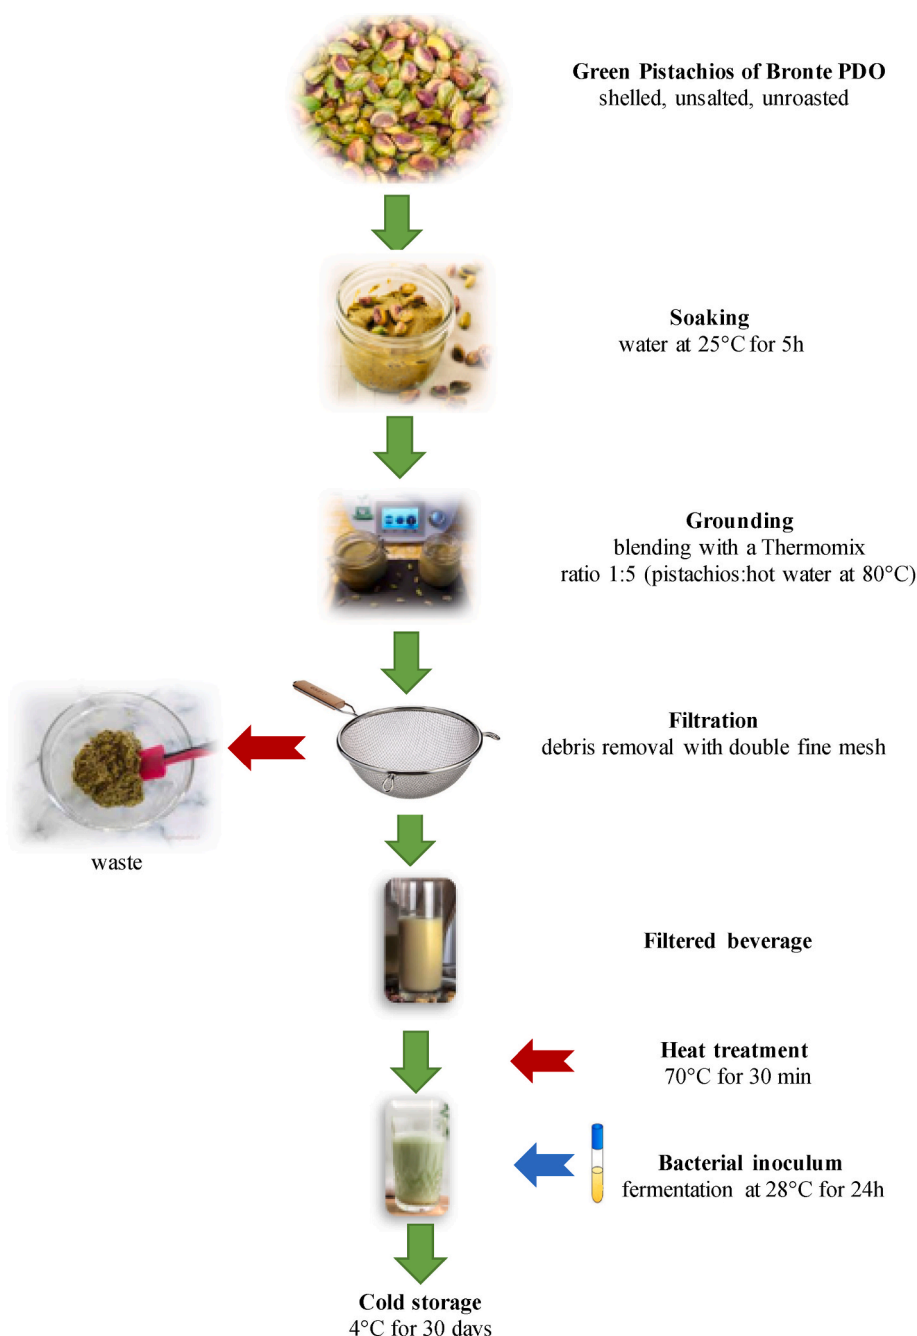 Green Pistachios of Bronte PDO
shelled, unsalted, unroasted
Soaking
water at 25°C for 5h
Grounding
blending with a Thermomix
ratio 1:5 (pistachios:hot water at 80°C)
Filtration
debris removal with double fine mesh
waste
Filtered beverage
Heat treatment
70°C for 30 min
Bacterial inoculum
fermentation at 28°C for 24h
Cold storage
4°C for 30 days